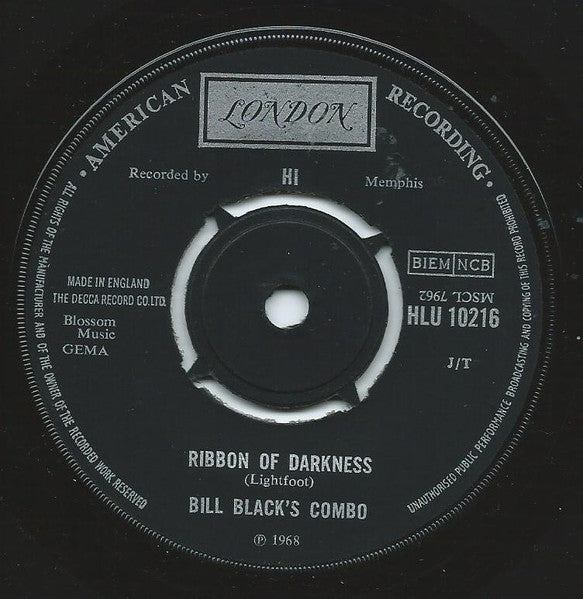 · AMERICAN RECORDING ·
LONDON
Recorded by HI Memphis
BIEM NCB
MSCL 7962
HLU 10216
J/T
MADE IN ENGLAND
THE DECCA RECORD CO. LTD.
Blossom
Music
GEMA
RIBBON OF DARKNESS
(Lightfoot)
BILL BLACK'S COMBO
℗ 1968
ALL RIGHTS OF THE MANUFACTURER AND OF THE OWNER OF THE RECORDED WORK RESERVED
UNAUTHORISED PUBLIC PERFORMANCE BROADCASTING AND COPYING OF THIS RECORD PROHIBITED